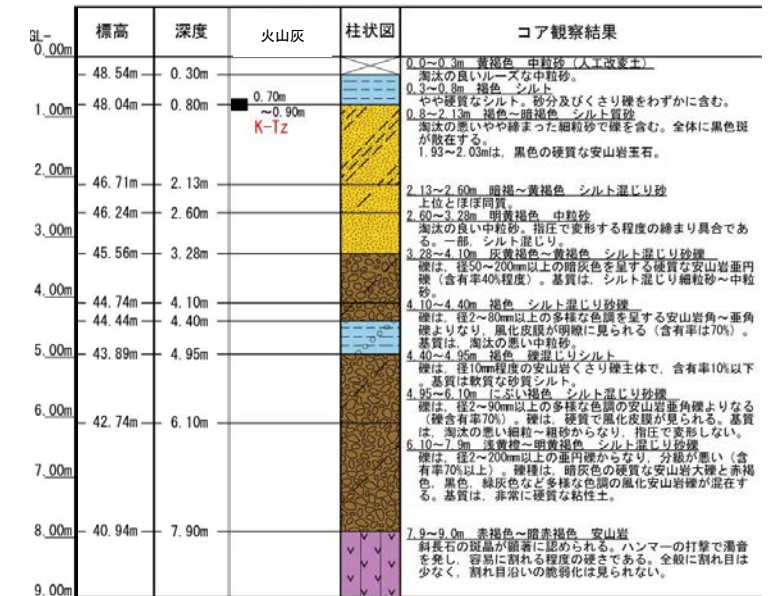 標高
深度
火山灰
柱状図
コア観察結果
GL-
0.00m
1.00m
2.00m
3.00m
4.00m
5.00m
6.00m
7.00m
8.00m
9.00m
48.54m
0.30m
48.04m
0.80m
46.71m
2.13m
46.24m
2.60m
45.56m
3.28m
44.74m
4.10m
44.44m
4.40m
43.89m
4.95m
42.74m
6.10m
40.94m
7.90m
0.70m
～0.90m
K-Tz
0.0～0.3m 黄褐色 中粒砂（人工改変土）
淘汰の良いルーズな中粒砂。
0.3～0.8m 褐色 シルト
やや硬質なシルト。砂分及びくさり礫をわずかに含む。
0.8～2.13m 褐色～暗褐色 シルト質砂
淘汰の悪いやや締まった細粒砂で礫を含む。全体に黒色斑
が散在する。
1.93～2.03mは，黒色の硬質な安山岩玉石。
2.13～2.60m 暗褐～黄褐色 シルト混じり砂
上位とほぼ同質。
2.60～3.28m 明黄褐色 中粒砂
淘汰の良い中粒砂。指圧で変形する程度の締まり具合であ
る。一部，シルト混じり。
3.28～4.10m 灰黄褐色～黄褐色 シルト混じり砂礫
礫は，径50～200mm以上の暗灰色を呈する硬質な安山岩亜円
礫（含有率40%程度）。基質は，シルト混じり細粒砂～中粒
砂。
4.10～4.40m 褐色 シルト混じり砂礫
礫は，径2～80mm以上の多様な色調を呈する安山岩角～亜角
礫よりなり，風化皮膜が明瞭に見られる（含有率は70%）。
基質は，淘汰の悪い中粒砂。
4.40～4.95m 褐色 礫混じりシルト
礫は，径10mm程度の安山岩くさり礫主体で，含有率10%以下
。基質は軟質な砂質シルト。
4.95～6.10m にぶい褐色 シルト混じり砂礫
礫は，径2～90mm以上の多様な色調の安山岩亜角礫よりなる
（礫含有率70%）。礫は，硬質で風化皮膜が見られる。基質
は，淘汰の悪い細粒～粗砂からなり，指圧で変形しない。
6.10～7.9m 浅黄橙～明黄褐色 シルト混じり砂礫
礫は，径2～200mm以上の亜円礫からなり，分級が悪い（含
有率70%以上）。礫種は，暗灰色の硬質な安山岩大礫と赤褐
色，黒色，緑灰色など多様な色調の風化安山岩礫が混在す
る。基質は，非常に硬質な粘性土。
7.9～9.0m 赤褐色～暗赤褐色 安山岩
斜長石の斑晶が顕著に認められる。ハンマーの打撃で濁音
を発し，容易に割れる程度の硬さである。全般に割れ目は
少なく，割れ目沿いの脆弱化は見られない。